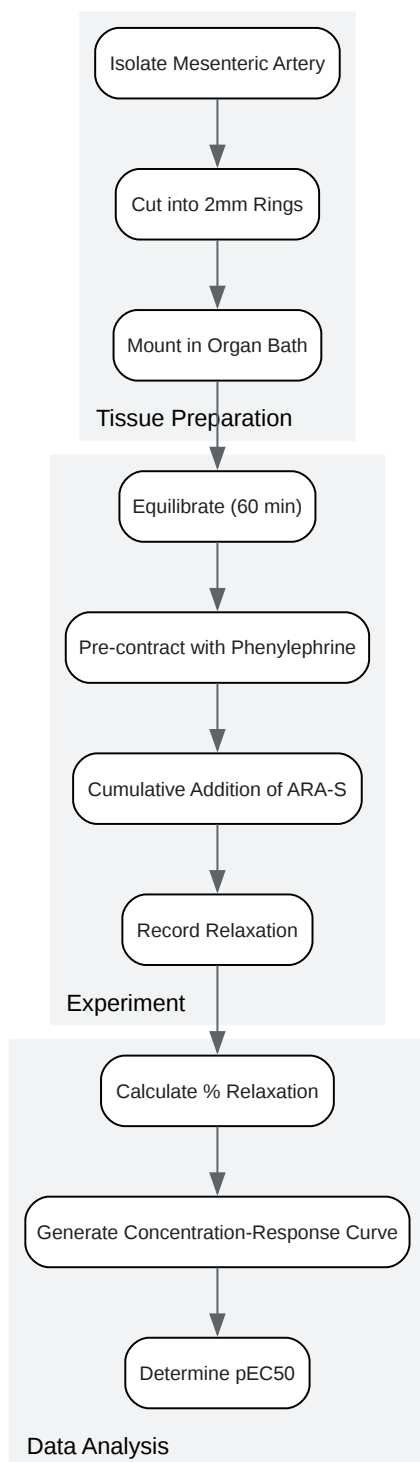 Isolate Mesenteric Artery
Cut into 2mm Rings
Mount in Organ Bath
Tissue Preparation
Equilibrate (60 min)
Pre-contract with Phenylephrine
Cumulative Addition of ARA-S
Record Relaxation
Experiment
Calculate % Relaxation
Generate Concentration-Response Curve
Determine pEC50
Data Analysis